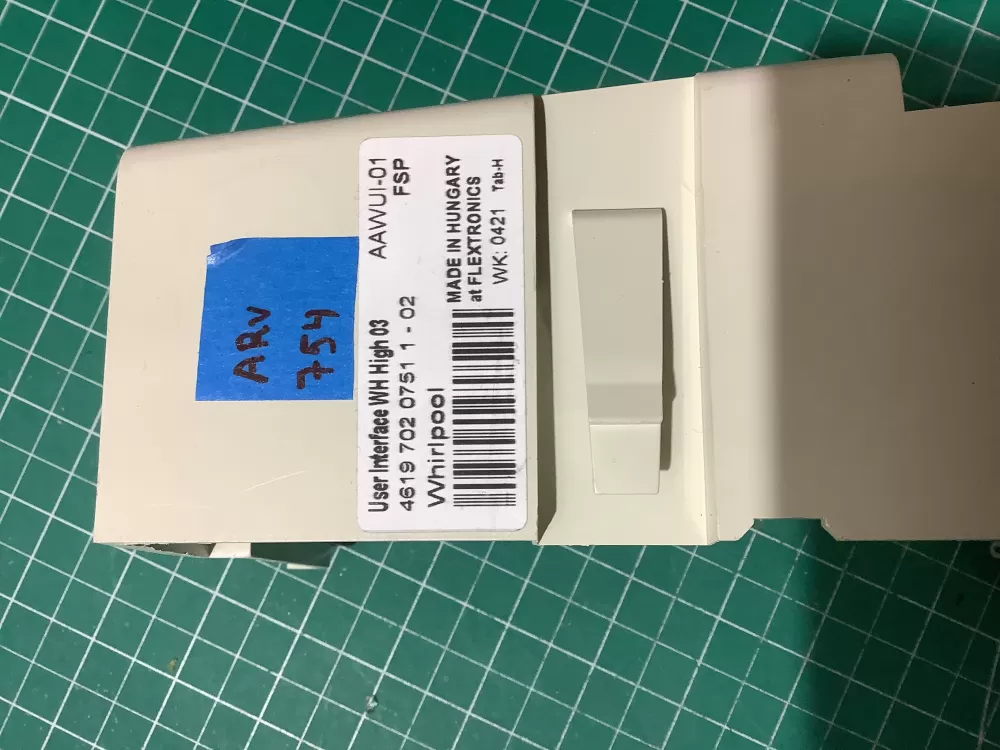 ARV
754
AAWUI-01
FSP
User Interface WH High 03
4619 702 0751 1 - 02
Whirlpool
MADE IN HUNGARY
at FLEXTRONICS
WK: 0421 Tab-H